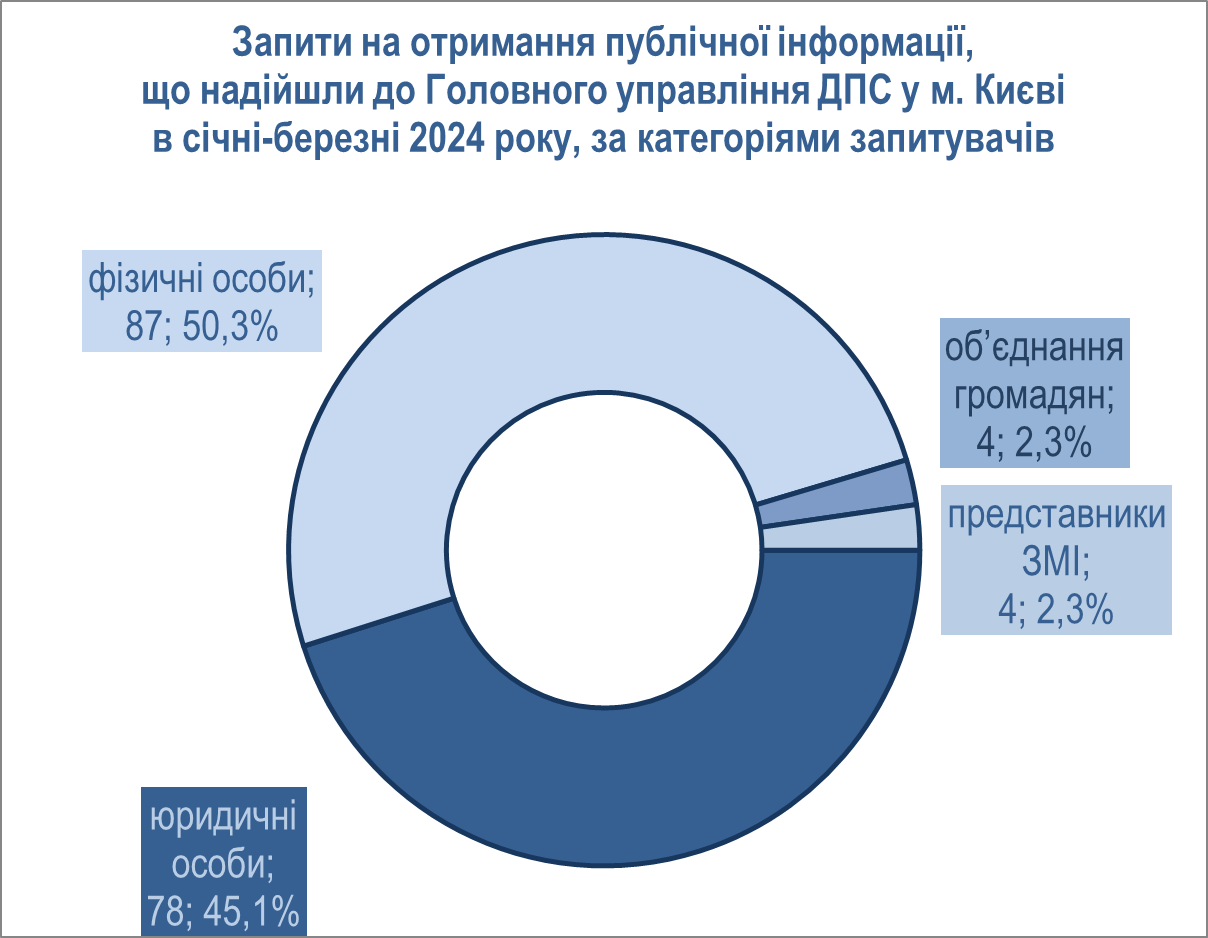 Запити на отримання публічної інформації,
що надійшли до Головного управління ДПС у м. Києві
в січні-березні 2024 року, за категоріями запитувачів
фізичні особи;
87; 50,3%
об’єднання
громадян;
4; 2,3%
представники
ЗМІ;
4; 2,3%
юридичні
особи;
78; 45,1%